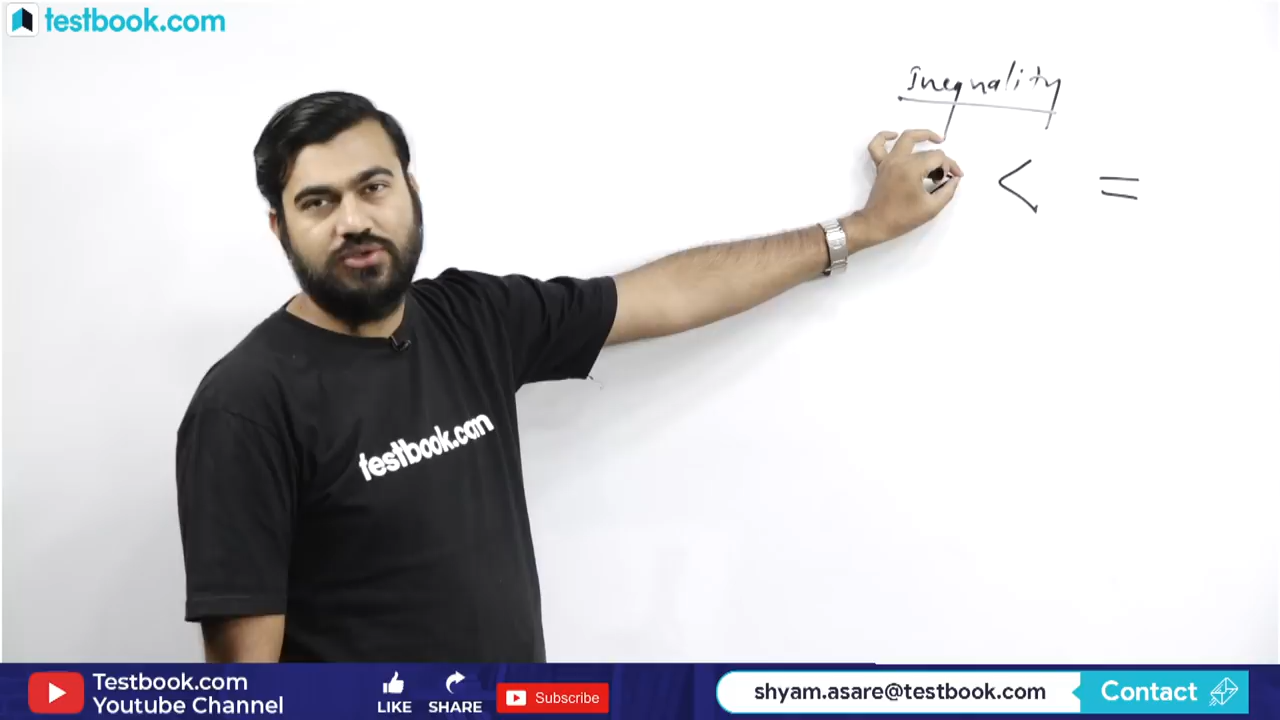 testbook.com
Inequality
< =
testbook.com
Testbook.com
Youtube Channel
LIKE
SHARE
Subscribe
shyam.asare@testbook.com
Contact